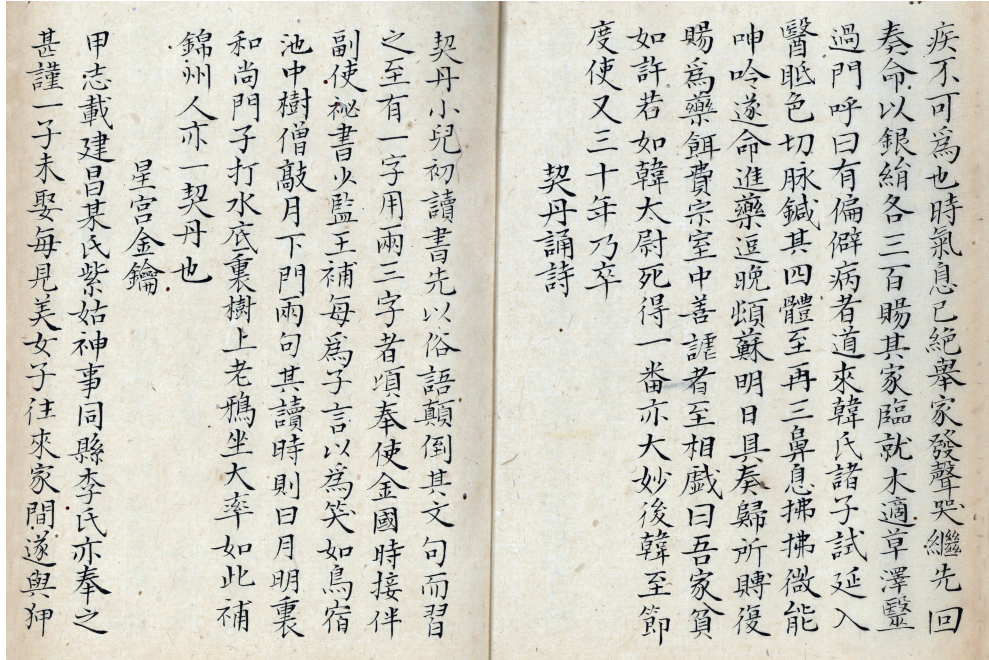 疾不可為也時氣息已絕舉家發聲哭繼先回
奏命以銀絹各三百賜其家臨就木適草澤醫
過門呼曰有偏僻病者道來韓氏諸子試延入
醫眡色切脉鍼其四體至再三鼻息拂拂微能
呻吟遂命進藥逗晚頃蘇明日具奏歸所賻復
賜為藥餌費宗室中善謔者至相戲曰吾家貧
如許若如韓太尉死得一番亦大妙後韓至節
度使又三十年乃卒
契丹誦詩
契丹小兒初讀書先以俗語顛倒其文句而習
之至有一字用兩三字者頃奉使金國時接伴
副使祕書少監王補每為予言以為笑如鳥宿
池中樹僧敲月下門兩句其讀時則曰月明裏
和尚門子打水底裏樹上老鴉坐大率如此補
錦州人亦一契丹也
星宮金鑰
甲志載建昌某氏紫姑神事同縣李氏亦奉之
甚謹一子未娶每見美女子往來家間遂與狎